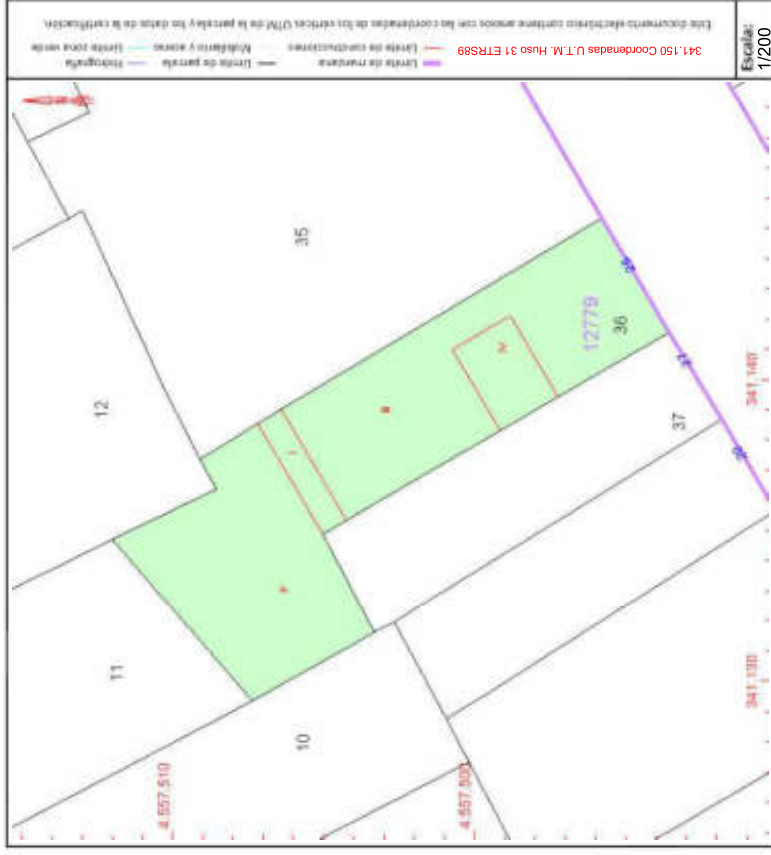 Este documento electrónico contiene anexos con las coordenadas de los vértices UTM de la parcela y los datos de la certificación.
341.150 Coordenadas U.T.M. Huso 31 ETRS89
Límite de manzana
Límite de construcciones
Límite de parcela
Mobiliario y aceras
Hidrografía
Límite zona verde
Escala:
1/200
12
35
11
10
I
IV
12779
36
37
27
4.557.510
4.557.500
341.130
341.140